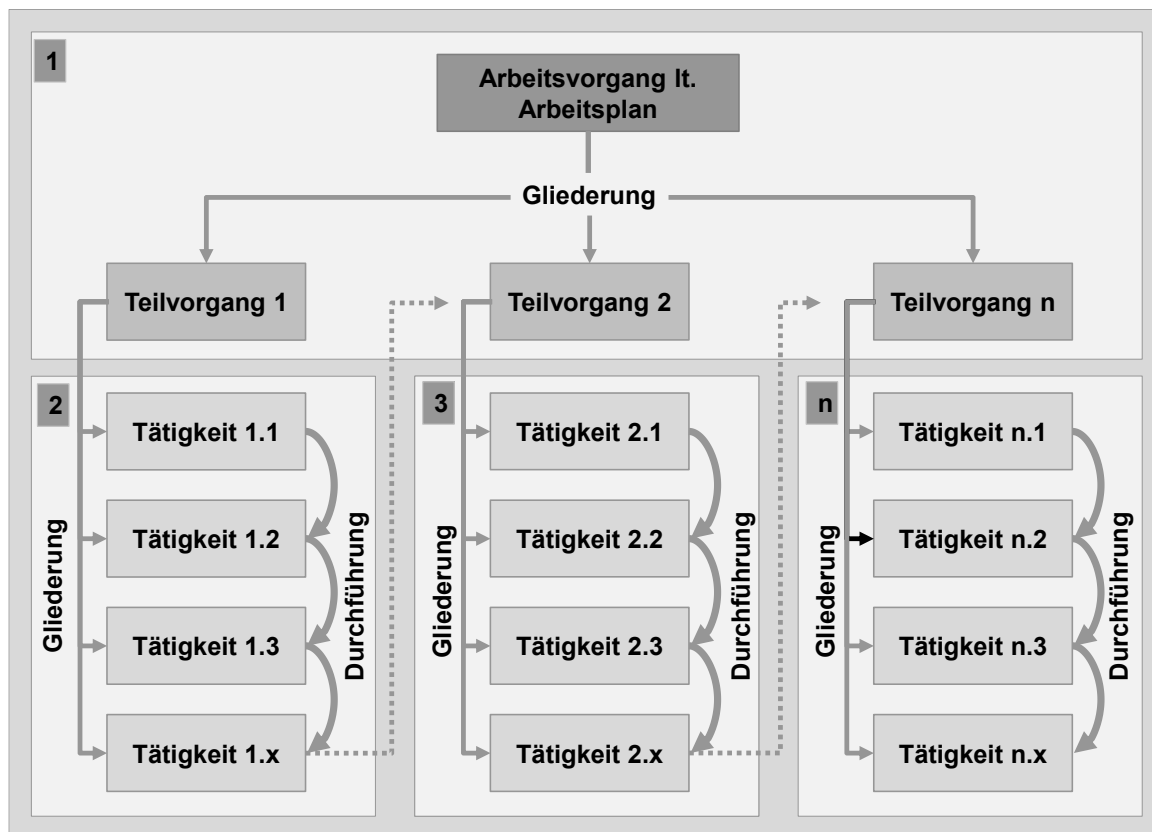 1
Arbeitsvorgang lt.
Arbeitsplan
Gliederung
Teilvorgang 1
Teilvorgang 2
Teilvorgang n
2
Tätigkeit 1.1
Tätigkeit 1.2
Tätigkeit 1.3
Tätigkeit 1.x
Gliederung
Durchführung
3
Tätigkeit 2.1
Tätigkeit 2.2
Tätigkeit 2.3
Tätigkeit 2.x
Gliederung
Durchführung
n
Tätigkeit n.1
Tätigkeit n.2
Tätigkeit n.3
Tätigkeit n.x
Gliederung
Durchführung